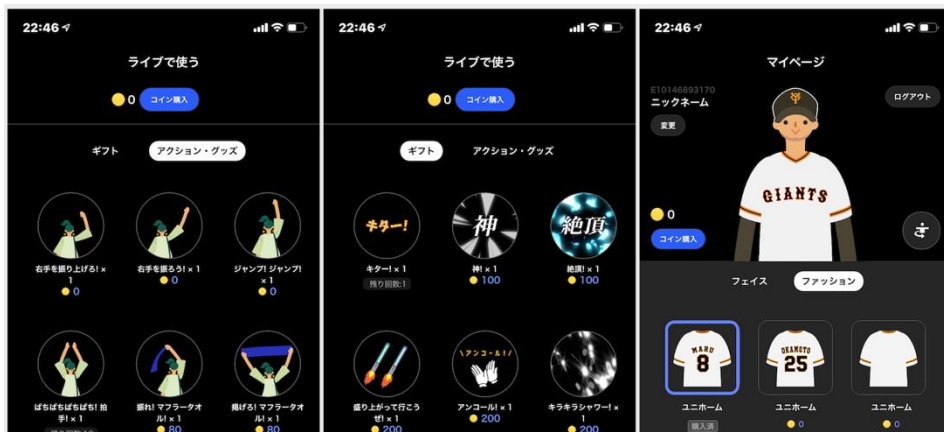 22:46
ライブで使う
0 コイン購入
ギフト アクション・グッズ
右手を振り上げろ! × 1
0
右手を振ろう! × 1
0
ジャンプ! ジャンプ! × 1
0
ぱちぱちぱちぱち! 拍手! × 1
振れ! マフラータオル! × 1
80
掲げろ! マフラータオル! × 1
80
22:46
ライブで使う
0 コイン購入
ギフト アクション・グッズ
キター!
神
絶頂
キター! × 1
残り回数:1
神! × 1
100
絶頂! × 1
100
\アンコール!/
盛り上がって行こうぜ! × 1
200
アンコール! × 1
200
キラキラシャワー! × 1
200
22:46
マイページ
E10146893170
ニックネーム
変更
ログアウト
GIANTS
0
コイン購入
フェイス ファッション
MARU
8
OKAMOTO
25
ユニホーム
購入済
ユニホーム
0
ユニホーム
0